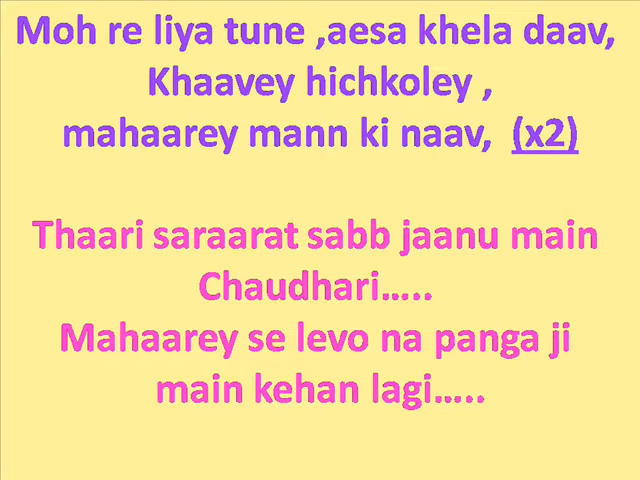 Moh re liya tune ,aesa khela daav,
Khaavey hichkoley ,
mahaarey mann ki naav,  (x2)
Thaari saraarat sabb jaanu main
Chaudhari…..
Mahaarey se levo na panga ji
main kehan lagi…..